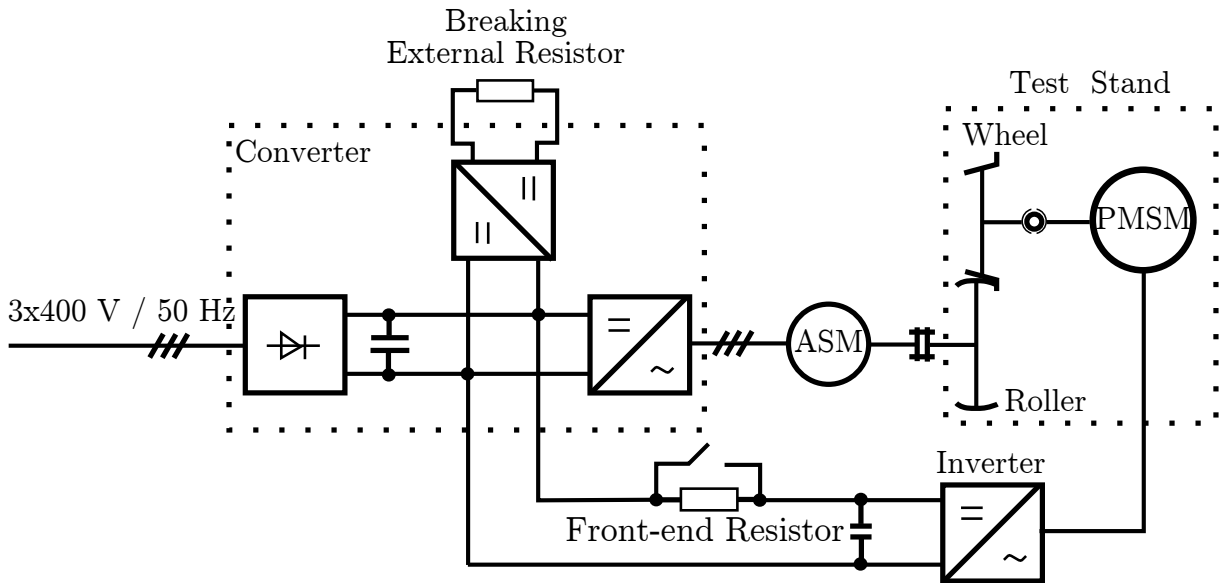 Breaking
External Resistor
Test Stand
Converter
Wheel
PMSM
3x400 V / 50 Hz
=
=
=
~
ASM
Roller
Inverter
Front-end Resistor
=
~